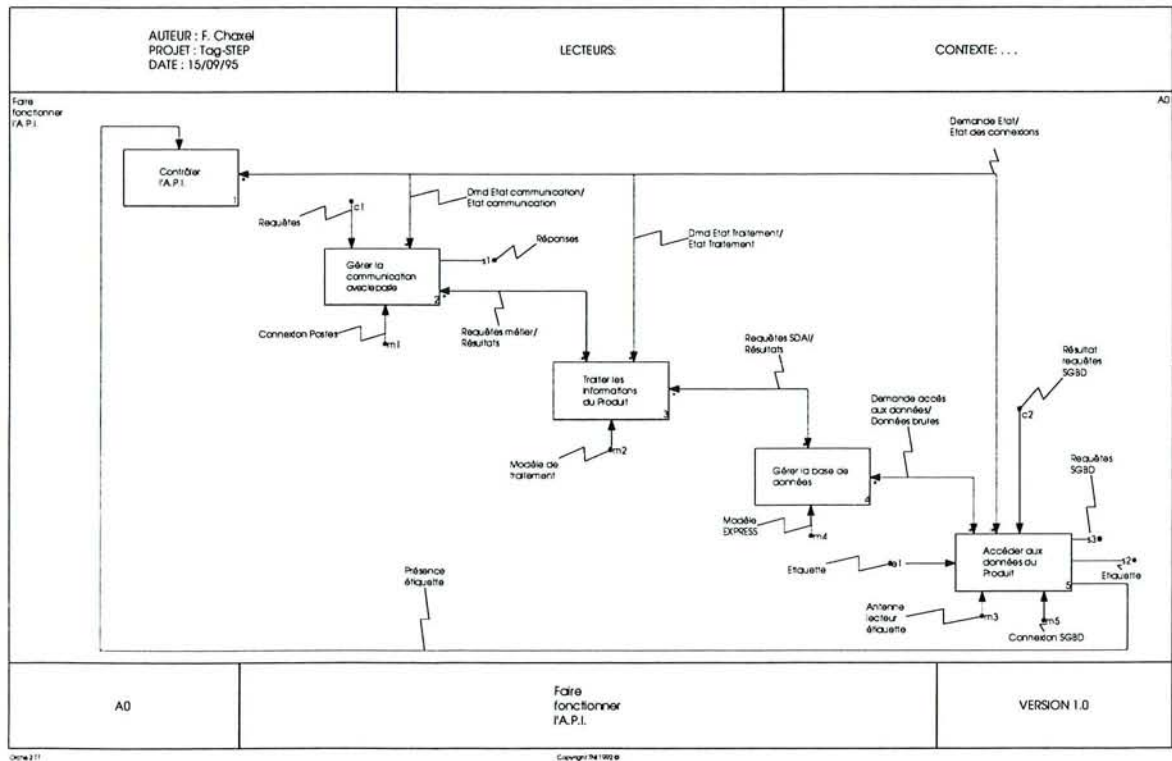 AUTEUR : F. Chaxel
PROJET : Tag-STEP
DATE : 15/09/95
LECTEURS:
CONTEXTE: . . .
Faire
fonctionner
l'A.P.I.
A0
Demande Etat/
Etat des connexions
Contrôler
l'A.P.I.
1
Dmd Etat communication/
Etat communication
c1
Requêtes
Dmd Etat Traitement/
Etat Traitement
Réponses
s1
Gérer la
communication
avec le poste
2
Connexion Postes
m1
Requêtes métier/
Résultats
Requêtes SDAI/
Résultats
Résultat
requêtes
SGBD
c2
Traiter les
informations
du Produit
3
Demande accès
aux données/
Données brutes
m2
Modèle de
traitement
Gérer la base de
données
4
Requêtes
SGBD
Modèle
EXPRESS
m4
s3
Accéder aux
données du
Produit
5
e1
Etiquette
s2
Etiquette
Présence
étiquette
Antenne
lecteur
étiquette
m3
m5
Connexion SGBD
A0
Faire
fonctionner
l'A.P.I.
VERSION 1.0
Copyright TNI 1992 ©